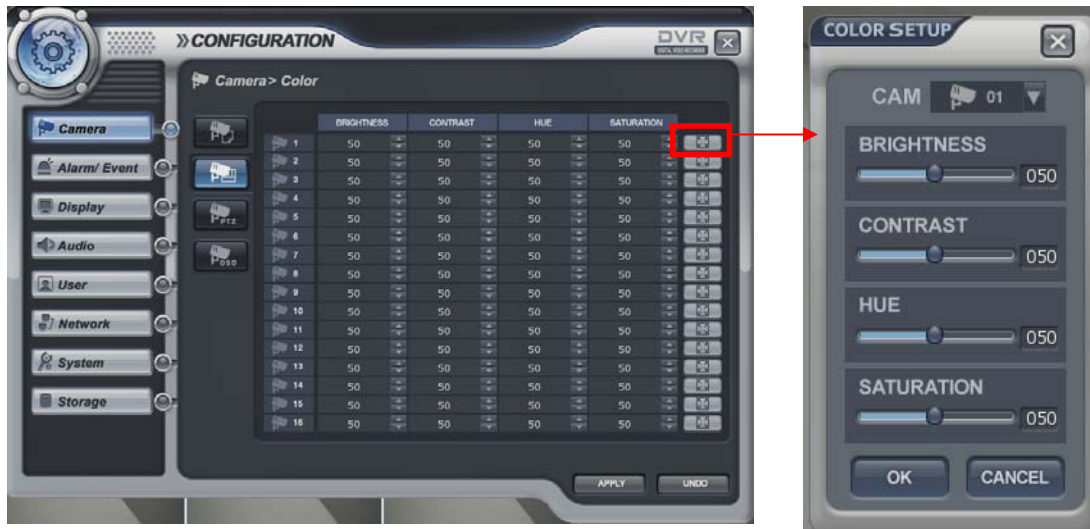 »CONFIGURATION
DVR
DIGITAL VIDEO RECORDER
Camera> Color
Camera
Alarm/ Event
Display
Audio
User
Network
System
Storage
PTZ
OSD
BRIGHTNESS CONTRAST HUE SATURATION
1 50 50 50 50
2 50 50 50 50
3 50 50 50 50
4 50 50 50 50
5 50 50 50 50
6 50 50 50 50
7 50 50 50 50
8 50 50 50 50
9 50 50 50 50
10 50 50 50 50
11 50 50 50 50
12 50 50 50 50
13 50 50 50 50
14 50 50 50 50
15 50 50 50 50
16 50 50 50 50
APPLY UNDO
COLOR SETUP
CAM 01
BRIGHTNESS
050
CONTRAST
050
HUE
050
SATURATION
050
OK CANCEL